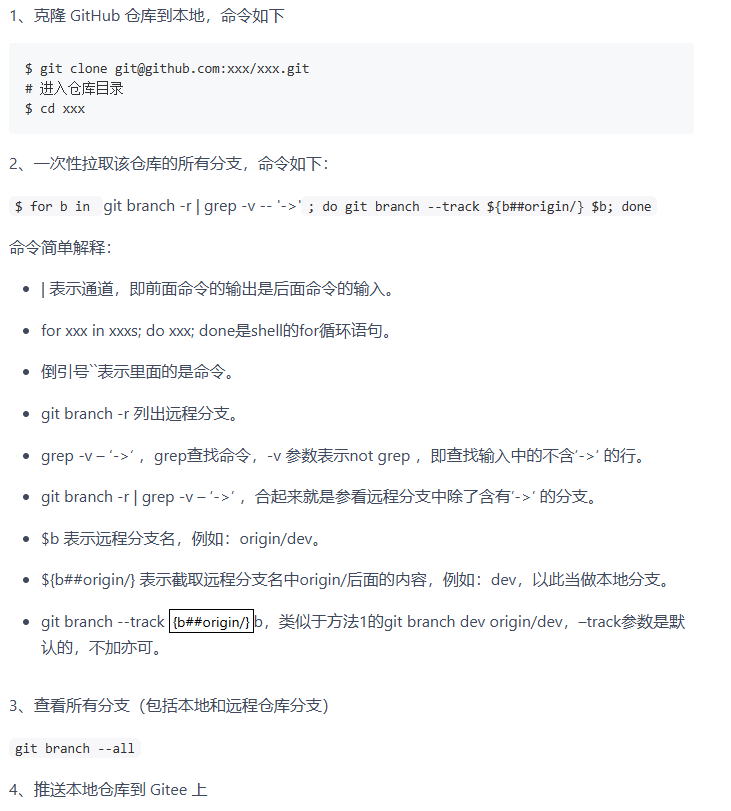 1、克隆 GitHub 仓库到本地，命令如下
$ git clone git@github.com:xxx/xxx.git
# 进入仓库目录
$ cd xxx
2、一次性拉取该仓库的所有分支，命令如下：
$ for b in git branch -r | grep -v -- '->' ; do git branch --track ${b##origin/} $b; done
命令简单解释：
• | 表示通道，即前面命令的输出是后面命令的输入。
• for xxx in xxxs; do xxx; done是shell的for循环语句。
• 倒引号``表示里面的是命令。
• git branch -r 列出远程分支。
• grep -v – ‘->‘ ，grep查找命令，-v 参数表示not grep ，即查找输入中的不含’->’ 的行。
• git branch -r | grep -v – ‘->‘ ，合起来就是参看远程分支中除了含有’->’ 的分支。
• $b 表示远程分支名，例如：origin/dev。
• ${b##origin/} 表示截取远程分支名中origin/后面的内容，例如：dev，以此当做本地分支。
• git branch --track {b##origin/} b，类似于方法1的git branch dev origin/dev，–track参数是默
认的，不加亦可。
3、查看所有分支（包括本地和远程仓库分支）
git branch --all
4、推送本地仓库到 Gitee 上